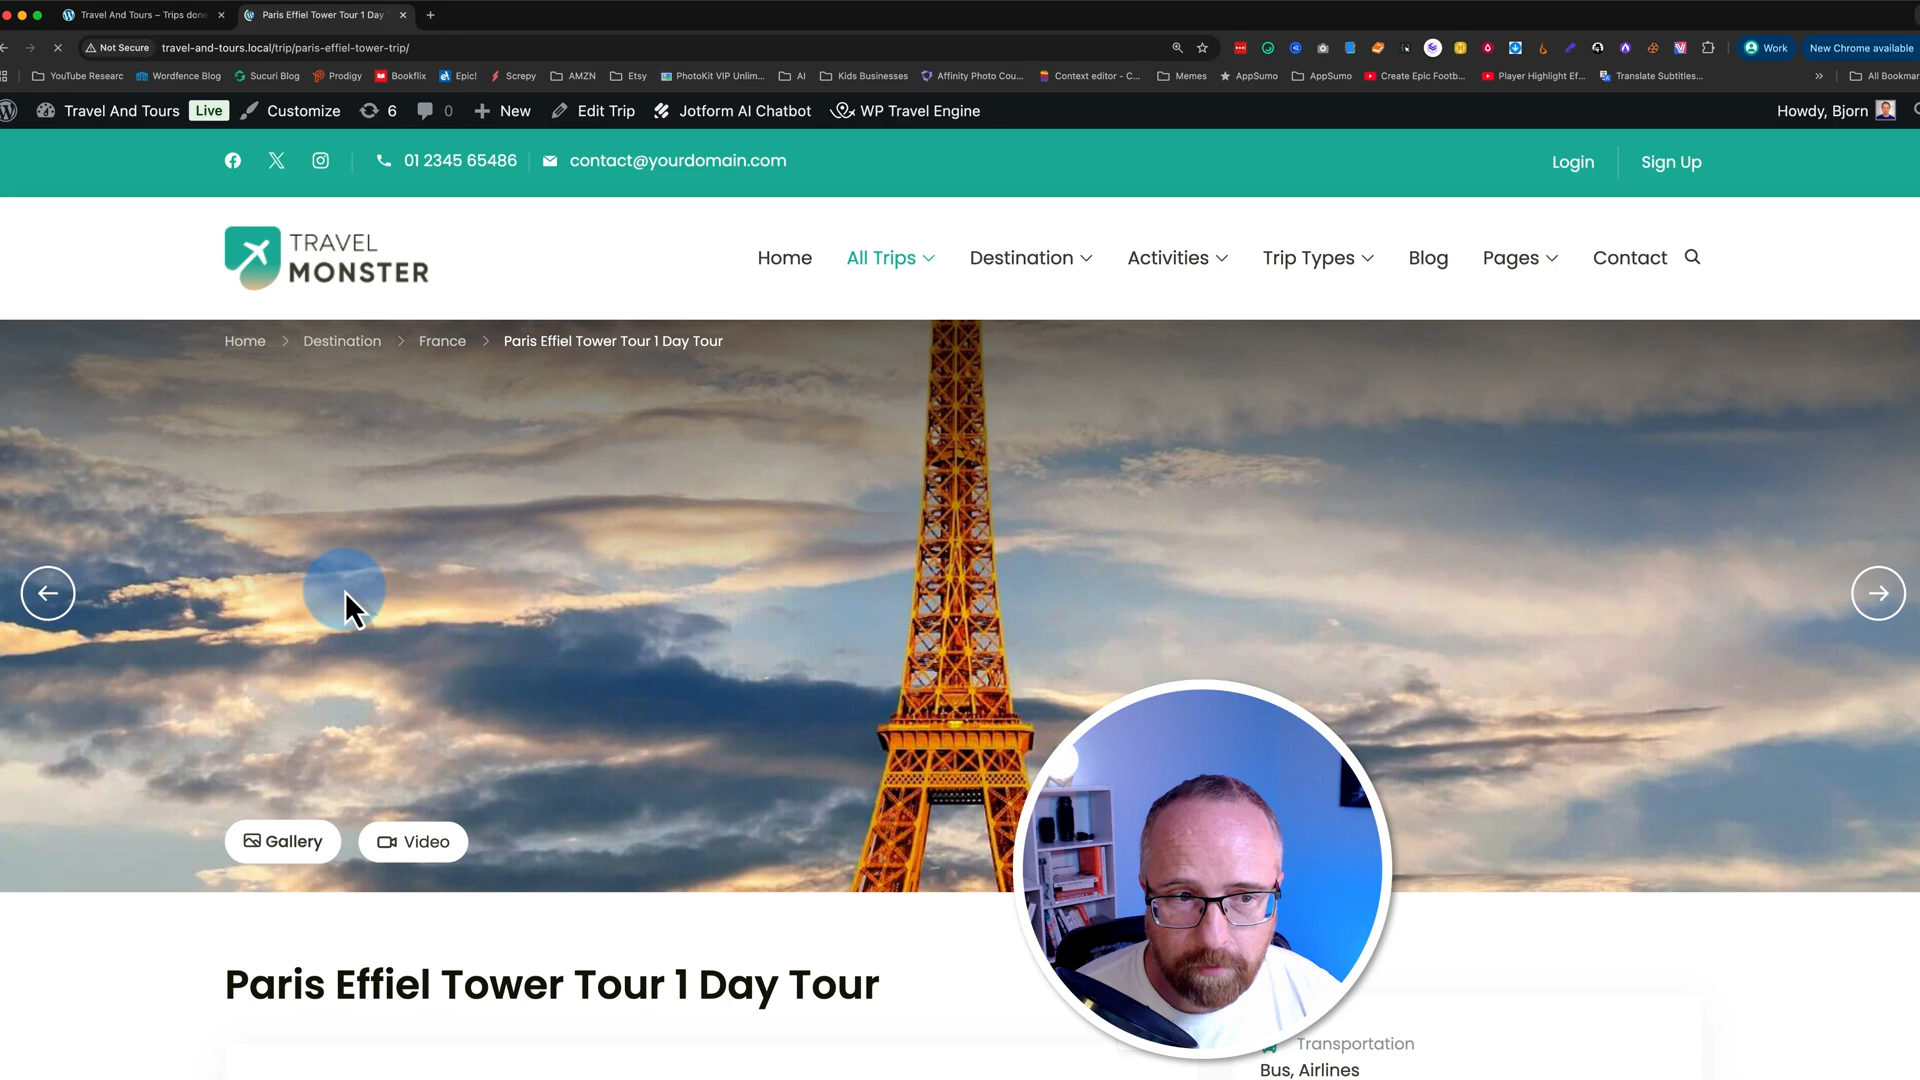 Travel And Tours – Trips done
Paris Effiel Tower Tour 1 Day
Not Secure
travel-and-tours.local/trip/paris-effiel-tower-trip/
Work
New Chrome available
YouTube Researc
Wordfence Blog
Sucuri Blog
Prodigy
Bookflix
Epic!
Screpy
AMZN
Etsy
PhotoKit VIP Unlim...
AI
Kids Businesses
Affinity Photo Cou...
Context editor - C...
Memes
AppSumo
AppSumo
Create Epic Footb...
Player Highlight Ef...
Translate Subtitles...
All Bookmar
Travel And Tours
Live
Customize
6
0
New
Edit Trip
Jotform AI Chatbot
WP Travel Engine
Howdy, Bjorn
01 2345 65486
contact@yourdomain.com
Login
Sign Up
TRAVEL
MONSTER
Home
All Trips
Destination
Activities
Trip Types
Blog
Pages
Contact
Home
Destination
France
Paris Effiel Tower Tour 1 Day Tour
Gallery
Video
Paris Effiel Tower Tour 1 Day Tour
Transportation
Bus, Airlines